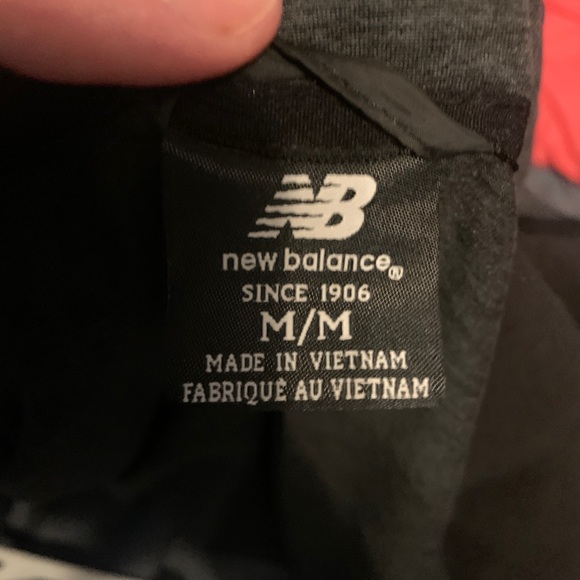 NB
new balance®
SINCE 1906
M/M
MADE IN VIETNAM
FABRIQUÉ AU VIETNAM